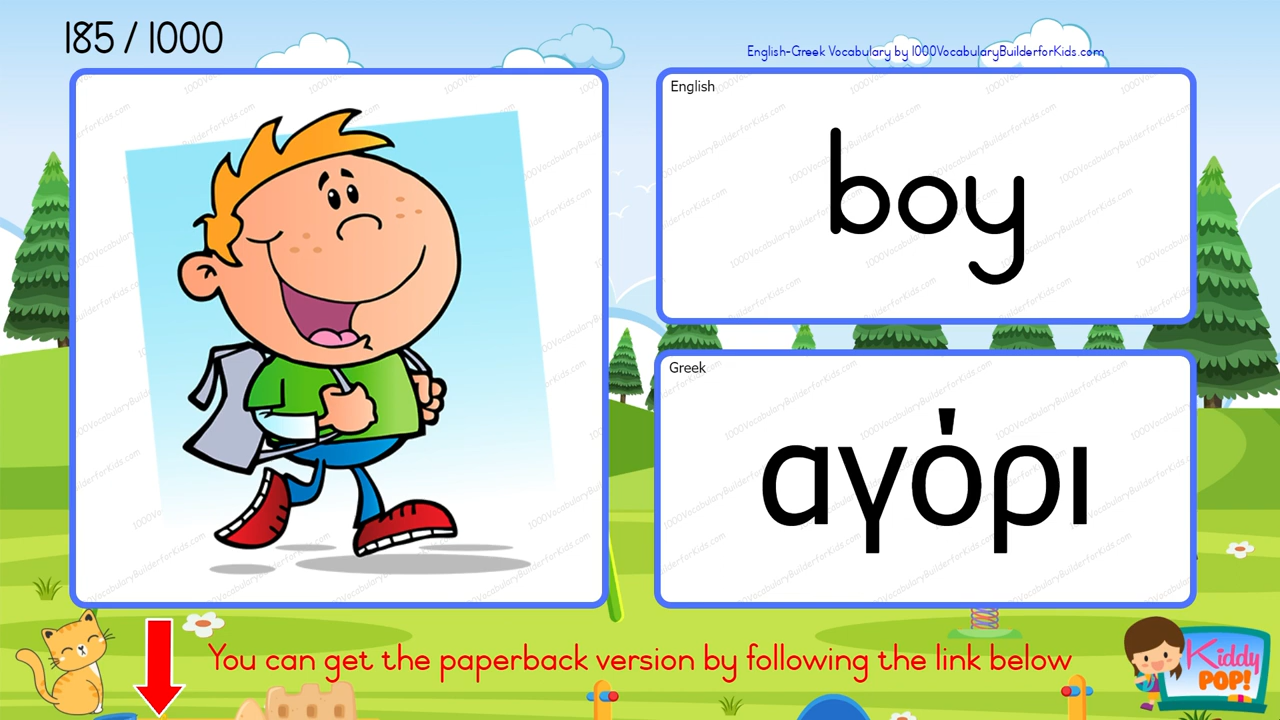 185 / 1000
English-Greek Vocabulary by 1000VocabularyBuilderforKids.com
English
boy
Greek
αγόρι
You can get the paperback version by following the link below
Kiddy
POP!